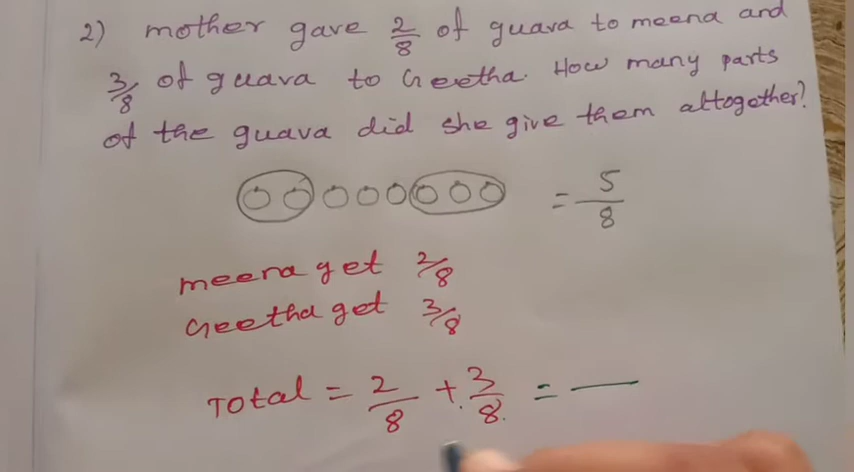 2) mother gave 2/8 of guava to meena and
3/8 of guava to Geetha. How many parts
of the guava did she give them altogether?
= 5/8
meena get 2/8
Geetha get 3/8
Total = 2/8 + 3/8 =